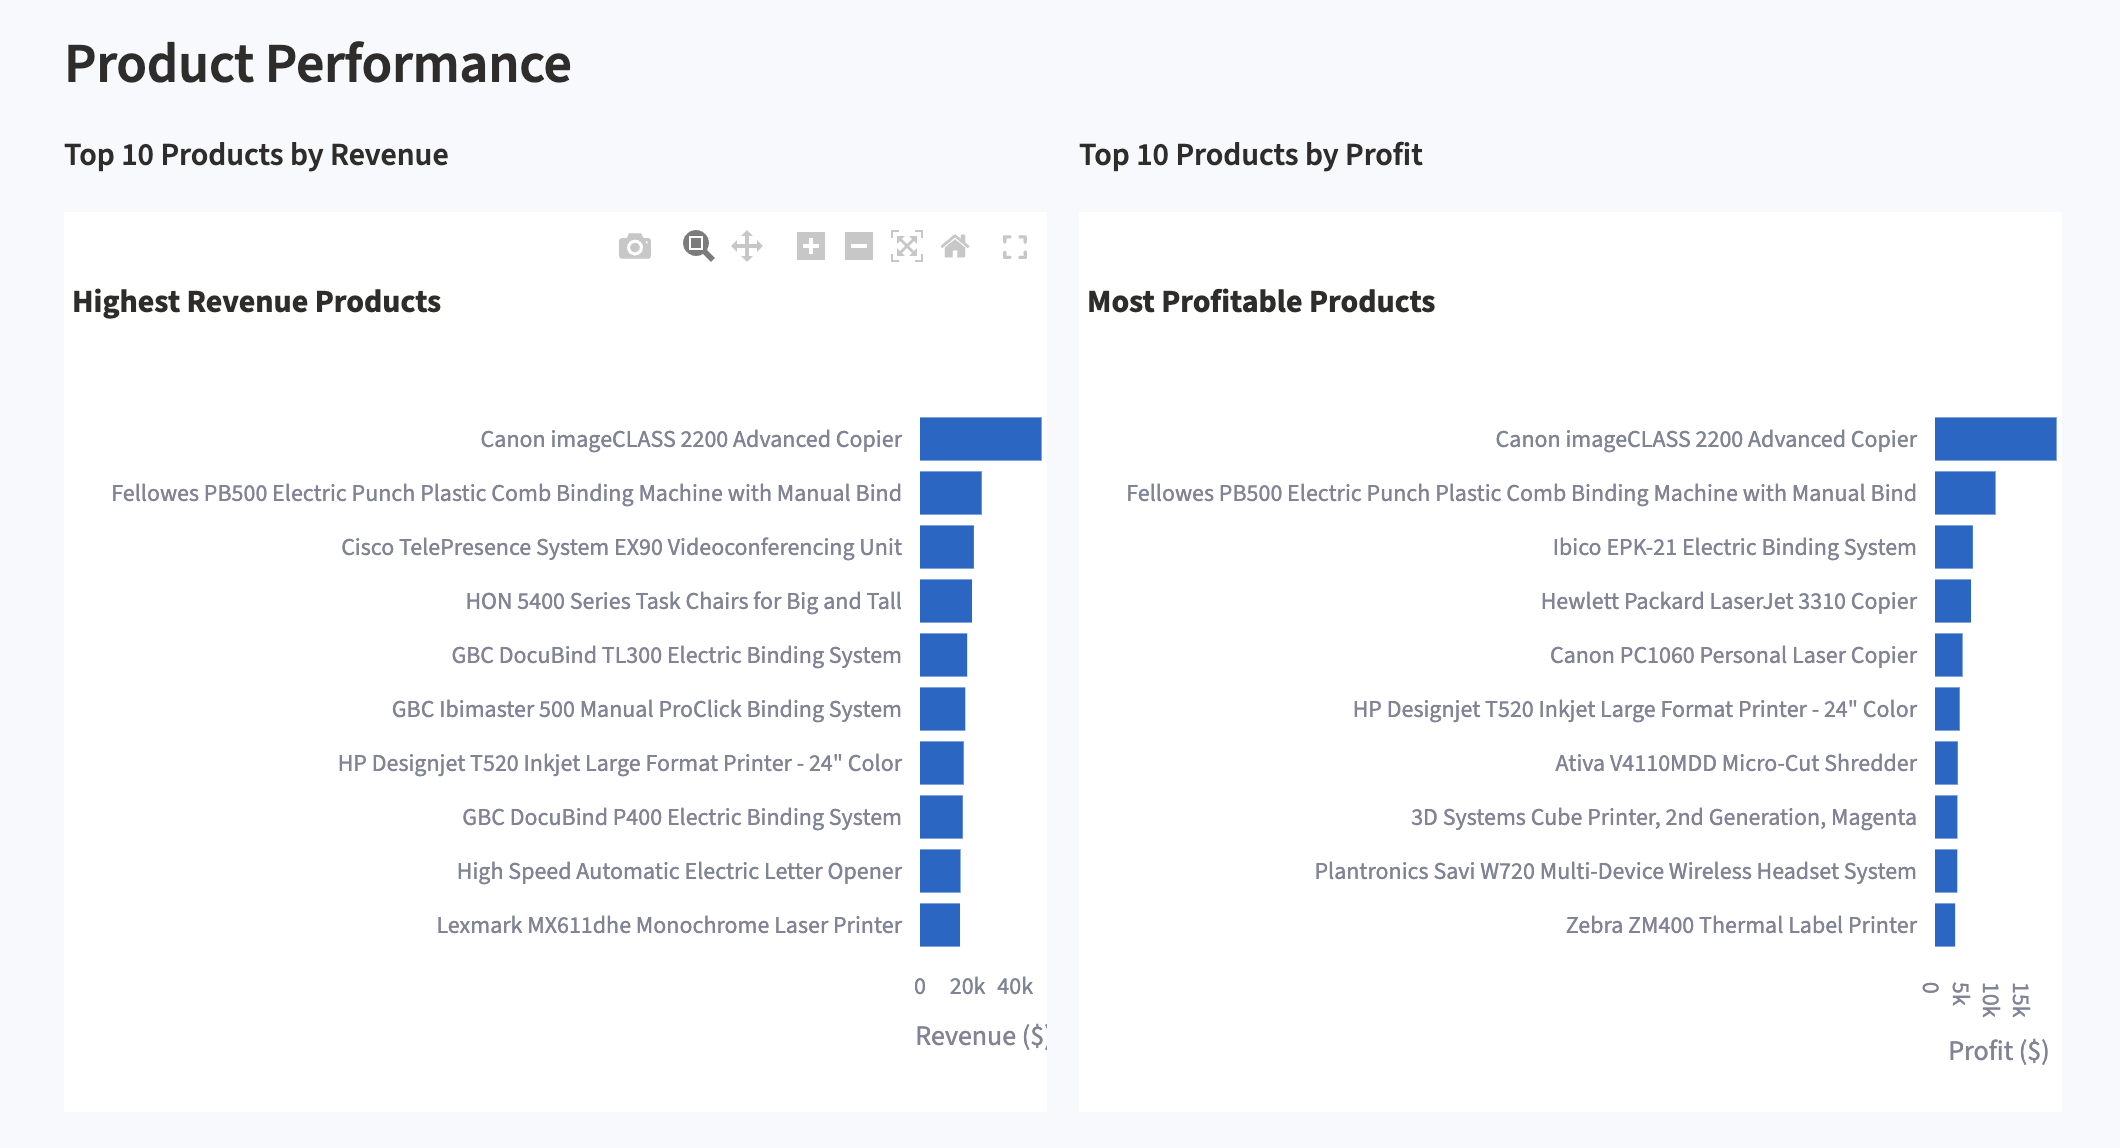 Product Performance
Top 10 Products by Revenue
Highest Revenue Products
Canon imageCLASS 2200 Advanced Copier
Fellowes PB500 Electric Punch Plastic Comb Binding Machine with Manual Bind
Cisco TelePresence System EX90 Videoconferencing Unit
HON 5400 Series Task Chairs for Big and Tall
GBC DocuBind TL300 Electric Binding System
GBC Ibimaster 500 Manual ProClick Binding System
HP Designjet T520 Inkjet Large Format Printer - 24" Color
GBC DocuBind P400 Electric Binding System
High Speed Automatic Electric Letter Opener
Lexmark MX611dhe Monochrome Laser Printer
0 20k 40k
Revenue ($)
Top 10 Products by Profit
Most Profitable Products
Canon imageCLASS 2200 Advanced Copier
Fellowes PB500 Electric Punch Plastic Comb Binding Machine with Manual Bind
Ibico EPK-21 Electric Binding System
Hewlett Packard LaserJet 3310 Copier
Canon PC1060 Personal Laser Copier
HP Designjet T520 Inkjet Large Format Printer - 24" Color
Ativa V4110MDD Micro-Cut Shredder
3D Systems Cube Printer, 2nd Generation, Magenta
Plantronics Savi W720 Multi-Device Wireless Headset System
Zebra ZM400 Thermal Label Printer
0 5k 10k 15k
Profit ($)